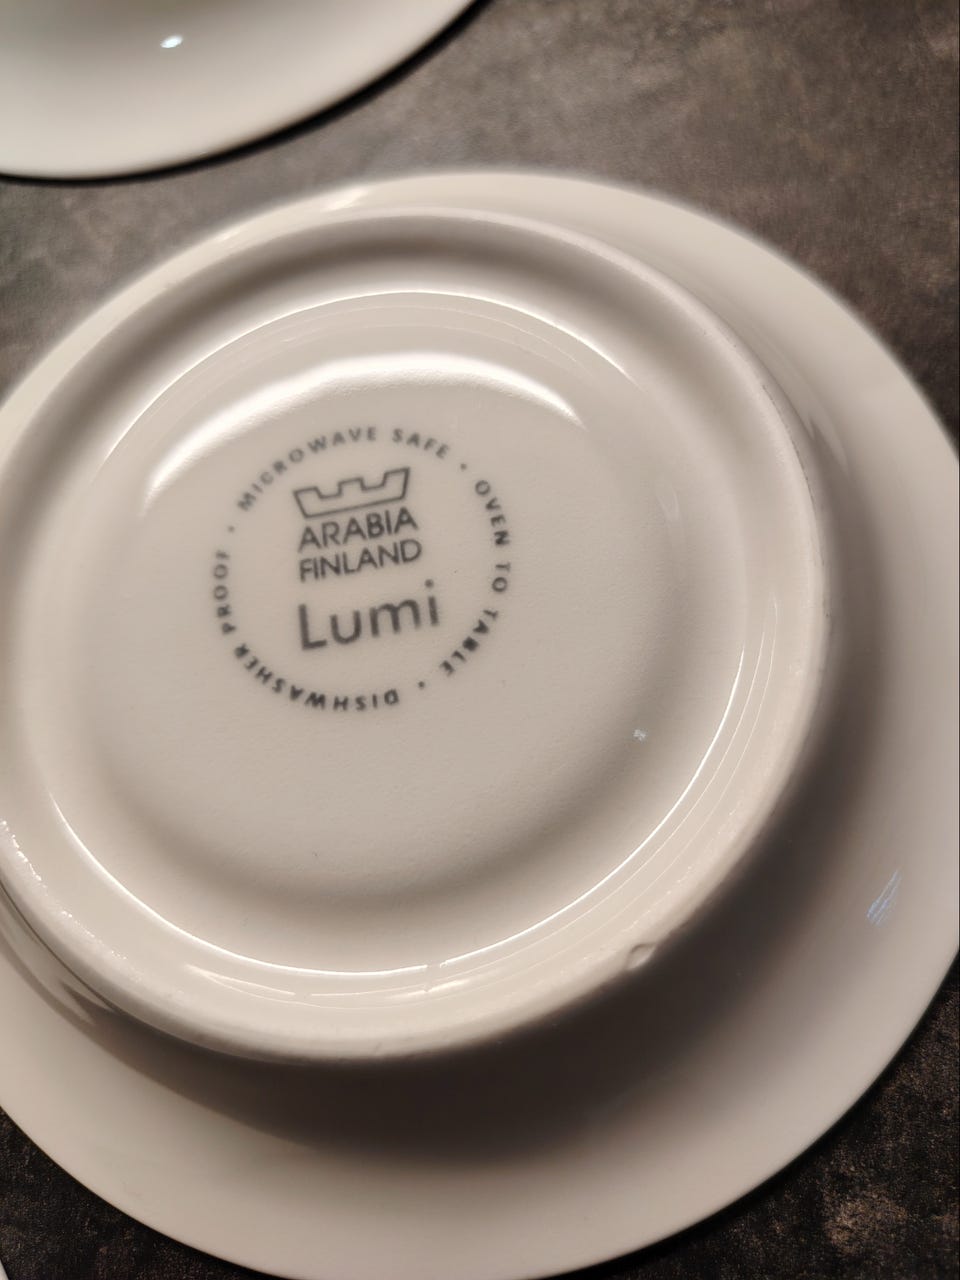 MICROWAVE SAFE • OVEN TO TABLE • DISHWASHER PROOF •
ARABIA
FINLAND
Lumi